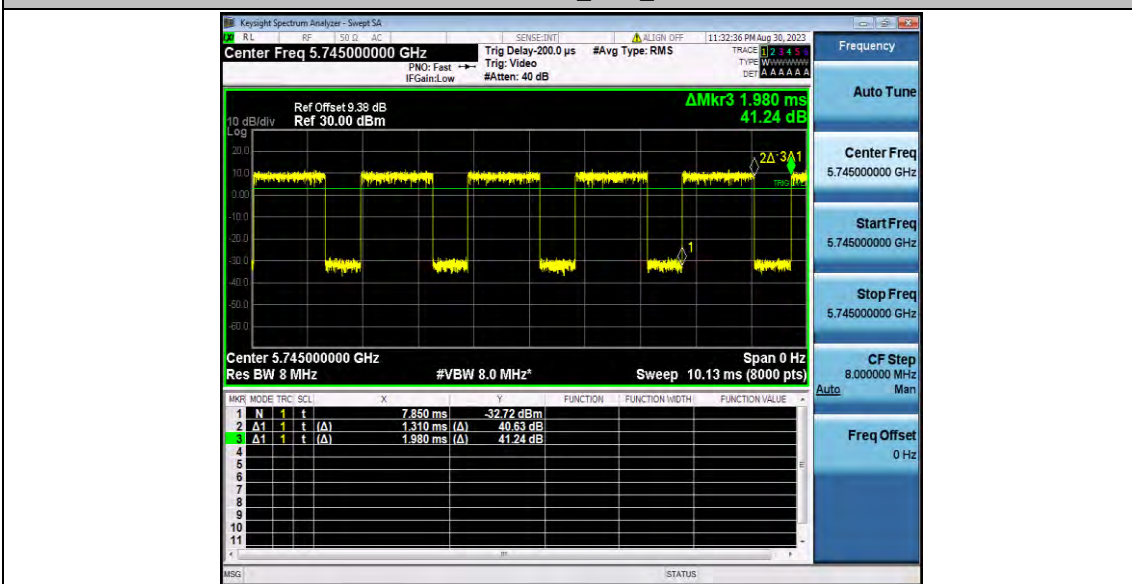 Keysight Spectrum Analyzer - Swept SA
RL RF 50 Ω AC SENSE:INT ALIGN OFF 11:32:36 PM Aug 30, 2023
Center Freq 5.745000000 GHz
PNO: Fast
IFGain:Low
Trig Delay-200.0 µs
Trig: Video
#Atten: 40 dB
#Avg Type: RMS
TRACE 1 2 3 4 5 6
TYPE W
DET A A A A A A
ΔMkr3 1.980 ms
41.24 dB
Ref Offset 9.38 dB
Ref 30.00 dBm
10 dB/div
Log
20.0
10.0
0.00
-10.0
-20.0
-30.0
-40.0
-50.0
-60.0
2Δ 3Δ1
TRIG LVL
1
Center 5.745000000 GHz
Span 0 Hz
Res BW 8 MHz
#VBW 8.0 MHz*
Sweep 10.13 ms (8000 pts)
MKR MODE TRC SCL X Y FUNCTION FUNCTION WIDTH FUNCTION VALUE
1 N 1 t 7.850 ms -32.72 dBm
2 Δ1 1 t (Δ) 1.310 ms (Δ) 40.63 dB
3 Δ1 1 t (Δ) 1.980 ms (Δ) 41.24 dB
4
5
6
7
8
9
10
11
MSG
STATUS
Frequency
Auto Tune
Center Freq
5.745000000 GHz
Start Freq
5.745000000 GHz
Stop Freq
5.745000000 GHz
CF Step
8.000000 MHz
Auto Man
Freq Offset
0 Hz